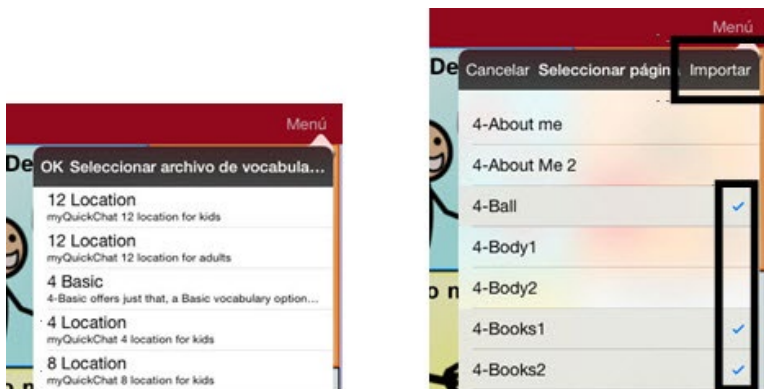 Menú
De
OK Seleccionar archivo de vocabula...
12 Location
myQuickChat 12 location for kids
12 Location
myQuickChat 12 location for adults
4 Basic
4-Basic offers just that, a Basic vocabulary option...
4 Location
myQuickChat 4 location for kids
8 Location
myQuickChat 8 location for kids
Menú
De
Cancelar Seleccionar págin Importar
4-About me
4-About Me 2
4-Ball
4-Body1
4-Body2
o n
4-Books1
4-Books2